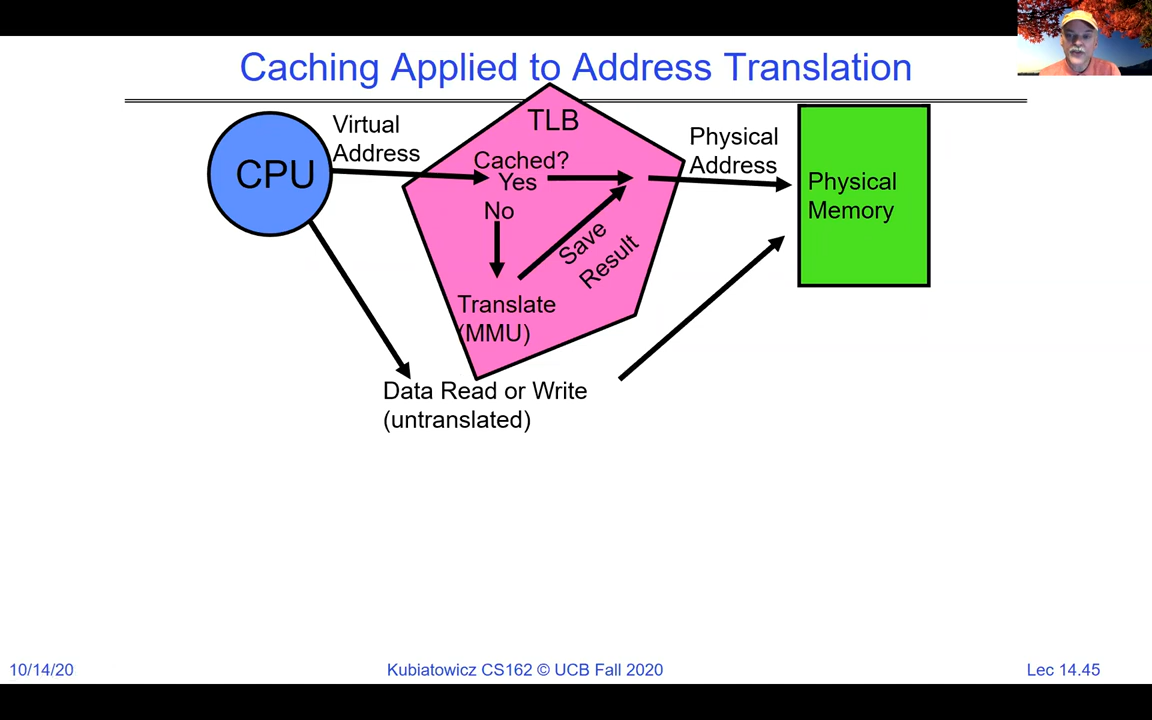 Caching Applied to Address Translation
CPU
Virtual
Address
TLB
Cached?
Yes
No
Save
Result
Translate
(MMU)
Physical
Address
Physical
Memory
Data Read or Write
(untranslated)
10/14/20
Kubiatowicz CS162 © UCB Fall 2020
Lec 14.45